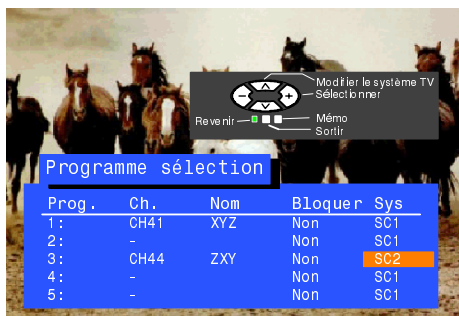 Modifier le système TV
Sélectionner
Revenir
Mémo
Sortir
Programme sélection
Prog. Ch. Nom Bloquer Sys
1: CH41 XYZ Non SC1
2: - Non SC1
3: CH44 ZXY Non SC2
4: - Non SC1
5: - Non SC1